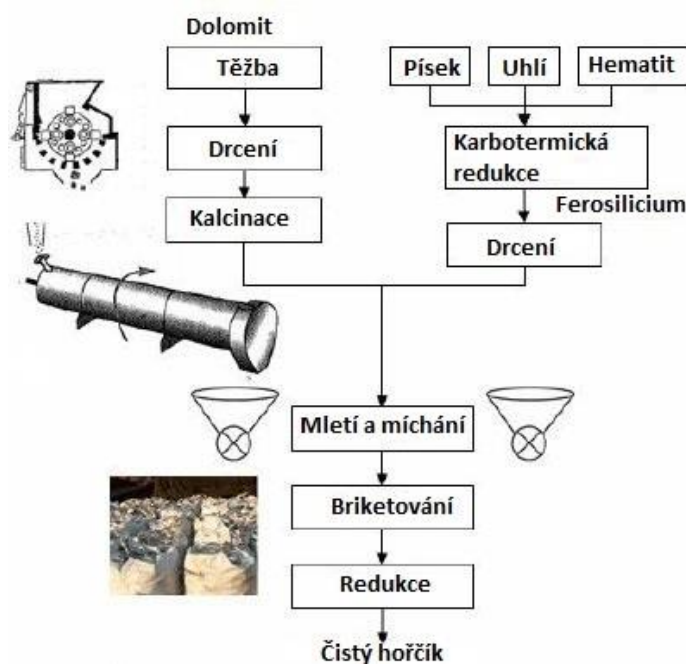 Dolomit
Těžba
Drcení
Kalcinace
Písek
Uhlí
Hematit
Karbotermická
redukce
Ferosilicium
Drcení
Mletí a míchání
Briketování
Redukce
Čistý hořčík